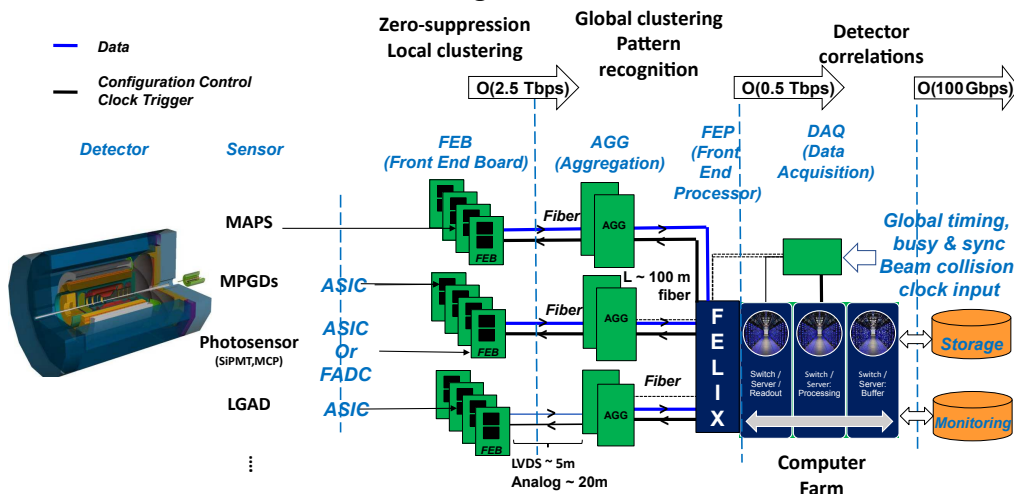 Zero-suppression
Local clustering
Global clustering
Pattern
recognition
Detector
correlations
Data
Configuration Control
Clock Trigger
O(2.5 Tbps)
O(0.5 Tbps)
O(100 Gbps)
Detector
Sensor
FEB
(Front End Board)
AGG
(Aggregation)
FEP
(Front
End
Processor)
DAQ
(Data
Acquisition)
MAPS
FEB
Fiber
AGG
Global timing,
busy & sync
Beam collision
clock input
L ~ 100 m
fiber
MPGDs
ASIC
Photosensor
(SiPMT,MCP)
ASIC
Or
FADC
FEB
Fiber
AGG
FELIX
Switch /
Server /
Readout
Switch /
Server:
Processing
Switch /
Server:
Buffer
Storage
LGAD
ASIC
FEB
Fiber
AGG
Monitoring
LVDS ~ 5m
Analog ~ 20m
Computer
Farm